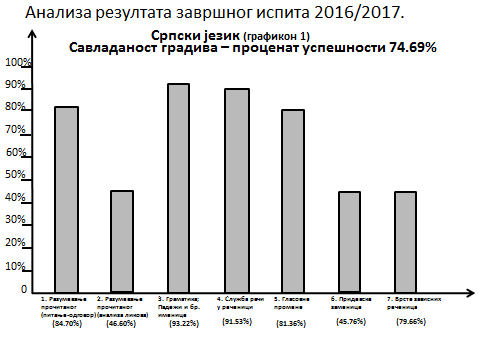 Анализа резултата завршног испита 2016/2017.
Српски језик (графикон 1)
Савладаност градива – проценат успешности 74.69%
100%
90%
80%
70%
60%
50%
40%
30%
20%
10%
0
1. Разумевање прочитаног (питање-одговор) (84.70%)
2. Разумевање прочитаног (анализа ликова) (46.60%)
3. Граматика; Падежи и бр. именице (93.22%)
4. Служба речи у реченици (91.53%)
5. Гласовне промене (81.36%)
6. Придевске заменице (45.76%)
7. Врсте зависних реченица (79.66%)